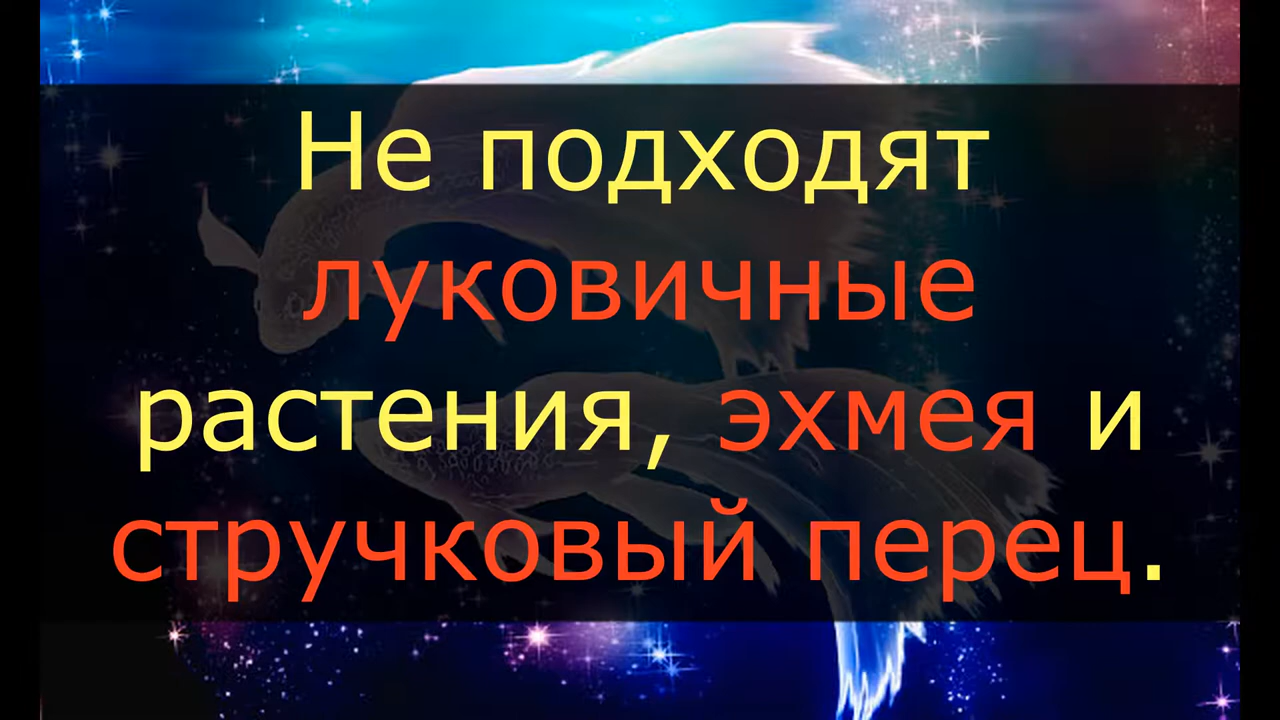 Не подходят
луковичные
растения, эхмея и
стручковый перец.